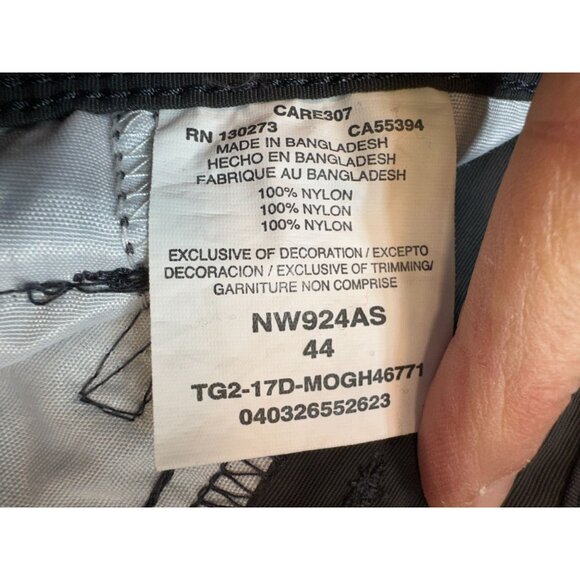 CARE307
RN 130273 CA55394
MADE IN BANGLADESH
HECHO EN BANGLADESH
FABRIQUE AU BANGLADESH
100% NYLON
100% NYLON
100% NYLON
EXCLUSIVE OF DECORATION / EXCEPTO
DECORACION / EXCLUSIVE OF TRIMMING/
GARNITURE NON COMPRISE
NW924AS
44
TG2-17D-MOGH46771
040326552623